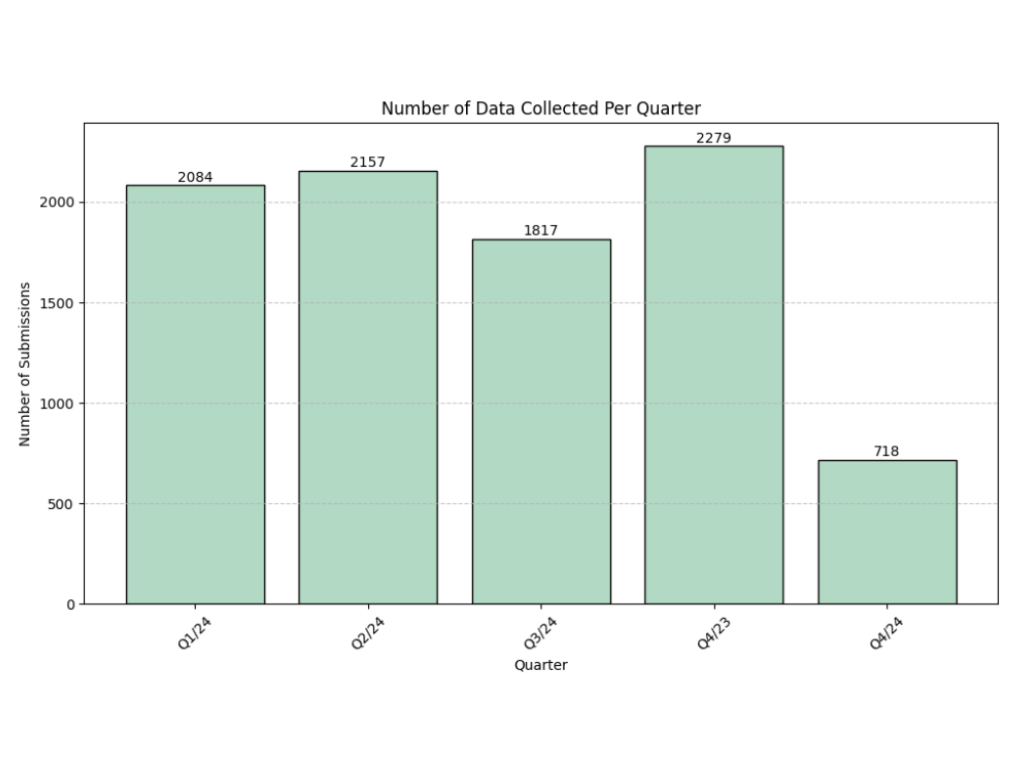 Number of Data Collected Per Quarter
2279
2157
2084
1817
718
2000
1500
1000
500
0
Number of Submissions
Q1/24
Q2/24
Q3/24
Q4/23
Q4/24
Quarter